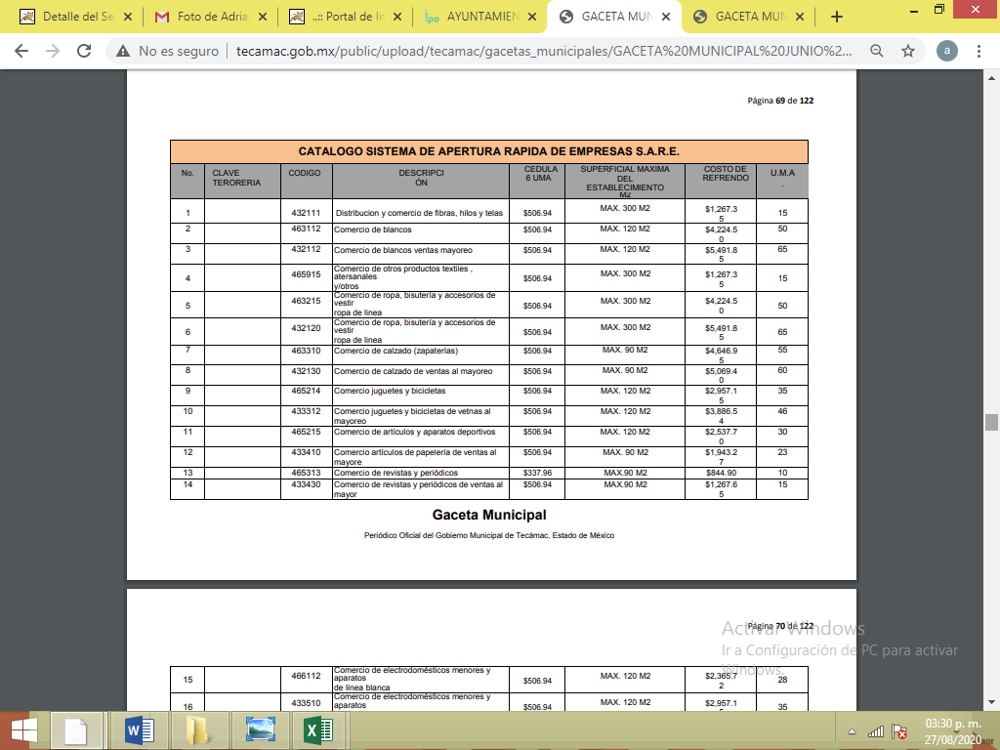 Detalle del Se
Foto de Adria
..:: Portal de In
AYUNTAMIEN
GACETA MUN
GACETA MUN
No es seguro
tecamac.gob.mx/public/upload/tecamac/gacetas_municipales/GACETA%20MUNICIPAL%20JUNIO%2...
a
Página 69 de 122
CATALOGO SISTEMA DE APERTURA RAPIDA DE EMPRESAS S.A.R.E.
No. CLAVE TERORERIA CODIGO DESCRIPCI ÓN CEDULA 6 UMA SUPERFICIAL MAXIMA DEL ESTABLECIMIENTO M2 COSTO DE REFRENDO U.M.A .
1 432111 Distribucion y comercio de fibras, hilos y telas $506.94 MAX. 300 M2 $1,267.3 5 15
2 463112 Comercio de blancos $506.94 MAX. 120 M2 $4,224.5 0 50
3 432112 Comercio de blancos ventas mayoreo $506.94 MAX. 120 M2 $5,491.8 5 65
4 465915 Comercio de otros productos textiles , atersanales y/otros $506.94 MAX. 300 M2 $1,267.3 5 15
5 463215 Comercio de ropa, bisutería y accesorios de vestir ropa de linea $506.94 MAX. 300 M2 $4,224.5 0 50
6 432120 Comercio de ropa, bisutería y accesorios de vestir ropa de linea $506.94 MAX. 300 M2 $5,491.8 5 65
7 463310 Comercio de calzado (zapaterías) $506.94 MAX. 90 M2 $4,646.9 5 55
8 432130 Comercio de calzado de ventas al mayoreo $506.94 MAX. 90 M2 $5,069.4 0 60
9 465214 Comercio juguetes y bicicletas $506.94 MAX. 120 M2 $2,957.1 5 35
10 433312 Comercio juguetes y bicicletas de vetnas al mayoreo $506.94 MAX. 120 M2 $3,886.5 4 46
11 465215 Comercio de artículos y aparatos deportivos $506.94 MAX. 120 M2 $2,537.7 0 30
12 433410 Comercio artículos de papelería de ventas al mayore $506.94 MAX. 90 M2 $1,943.2 7 23
13 465313 Comercio de revistas y periódicos $337.96 MAX.90 M2 $844.90 10
14 433430 Comercio de revistas y periódicos de ventas al mayor $506.94 MAX.90 M2 $1,267.6 5 15
Gaceta Municipal
Periódico Oficial del Gobierno Municipal de Tecámac, Estado de México
Página 70 de 122
Activar Windows
Ir a Configuración de PC para activar
Windows.
15 466112 Comercio de electrodomésticos menores y aparatos de línea blanca $506.94 MAX. 120 M2 $2,365.7 2 28
16 433510 Comercio de electrodomésticos menores y aparatos $506.94 MAX. 120 M2 $2,957.1 35
03:30 p. m.
27/08/2020